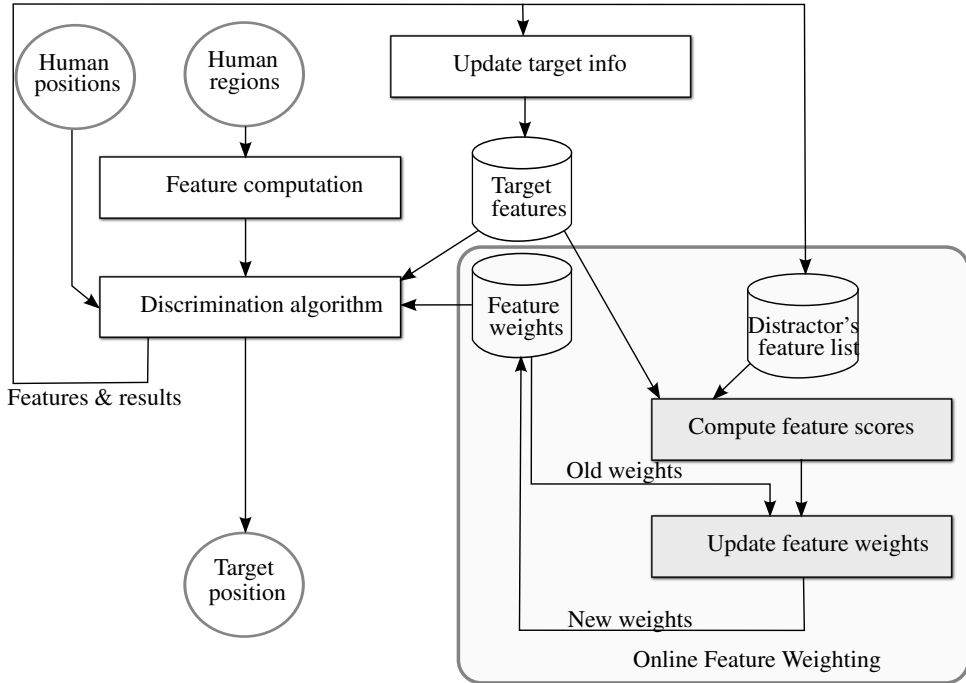 Human
positions
Human
regions
Update target info
Feature computation
Target
features
Discrimination algorithm
Feature
weights
Distractor's
feature list
Features & results
Compute feature scores
Old weights
Update feature weights
Target
position
New weights
Online Feature Weighting